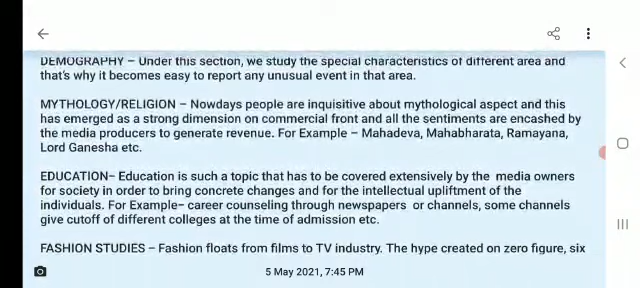 DEMOGRAPHY – Under this section, we study the special characteristics of different area and
that's why it becomes easy to report any unusual event in that area.
MYTHOLOGY/RELIGION – Nowdays people are inquisitive about mythological aspect and this
has emerged as a strong dimension on commercial front and all the sentiments are encashed by
the media producers to generate revenue. For Example – Mahadeva, Mahabharata, Ramayana,
Lord Ganesha etc.
EDUCATION– Education is such a topic that has to be covered extensively by the media owners
for society in order to bring concrete changes and for the intellectual upliftment of the
individuals. For Example– career counseling through newspapers or channels, some channels
give cutoff of different colleges at the time of admission etc.
FASHION STUDIES – Fashion floats from films to TV industry. The hype created on zero figure, six
5 May 2021, 7:45 PM